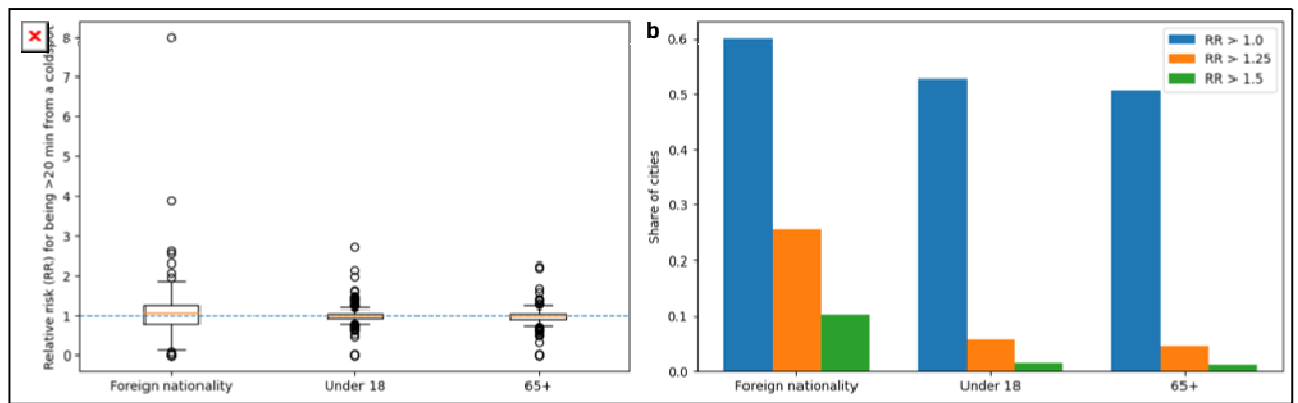 Relative risk (RR) for being >20 min from a coldspot
8
7
6
5
4
3
2
1
0
Foreign nationality
Under 18
65+
b
Share of cities
0.6
0.5
0.4
0.3
0.2
0.1
0.0
RR > 1.0
RR > 1.25
RR > 1.5
Foreign nationality
Under 18
65+